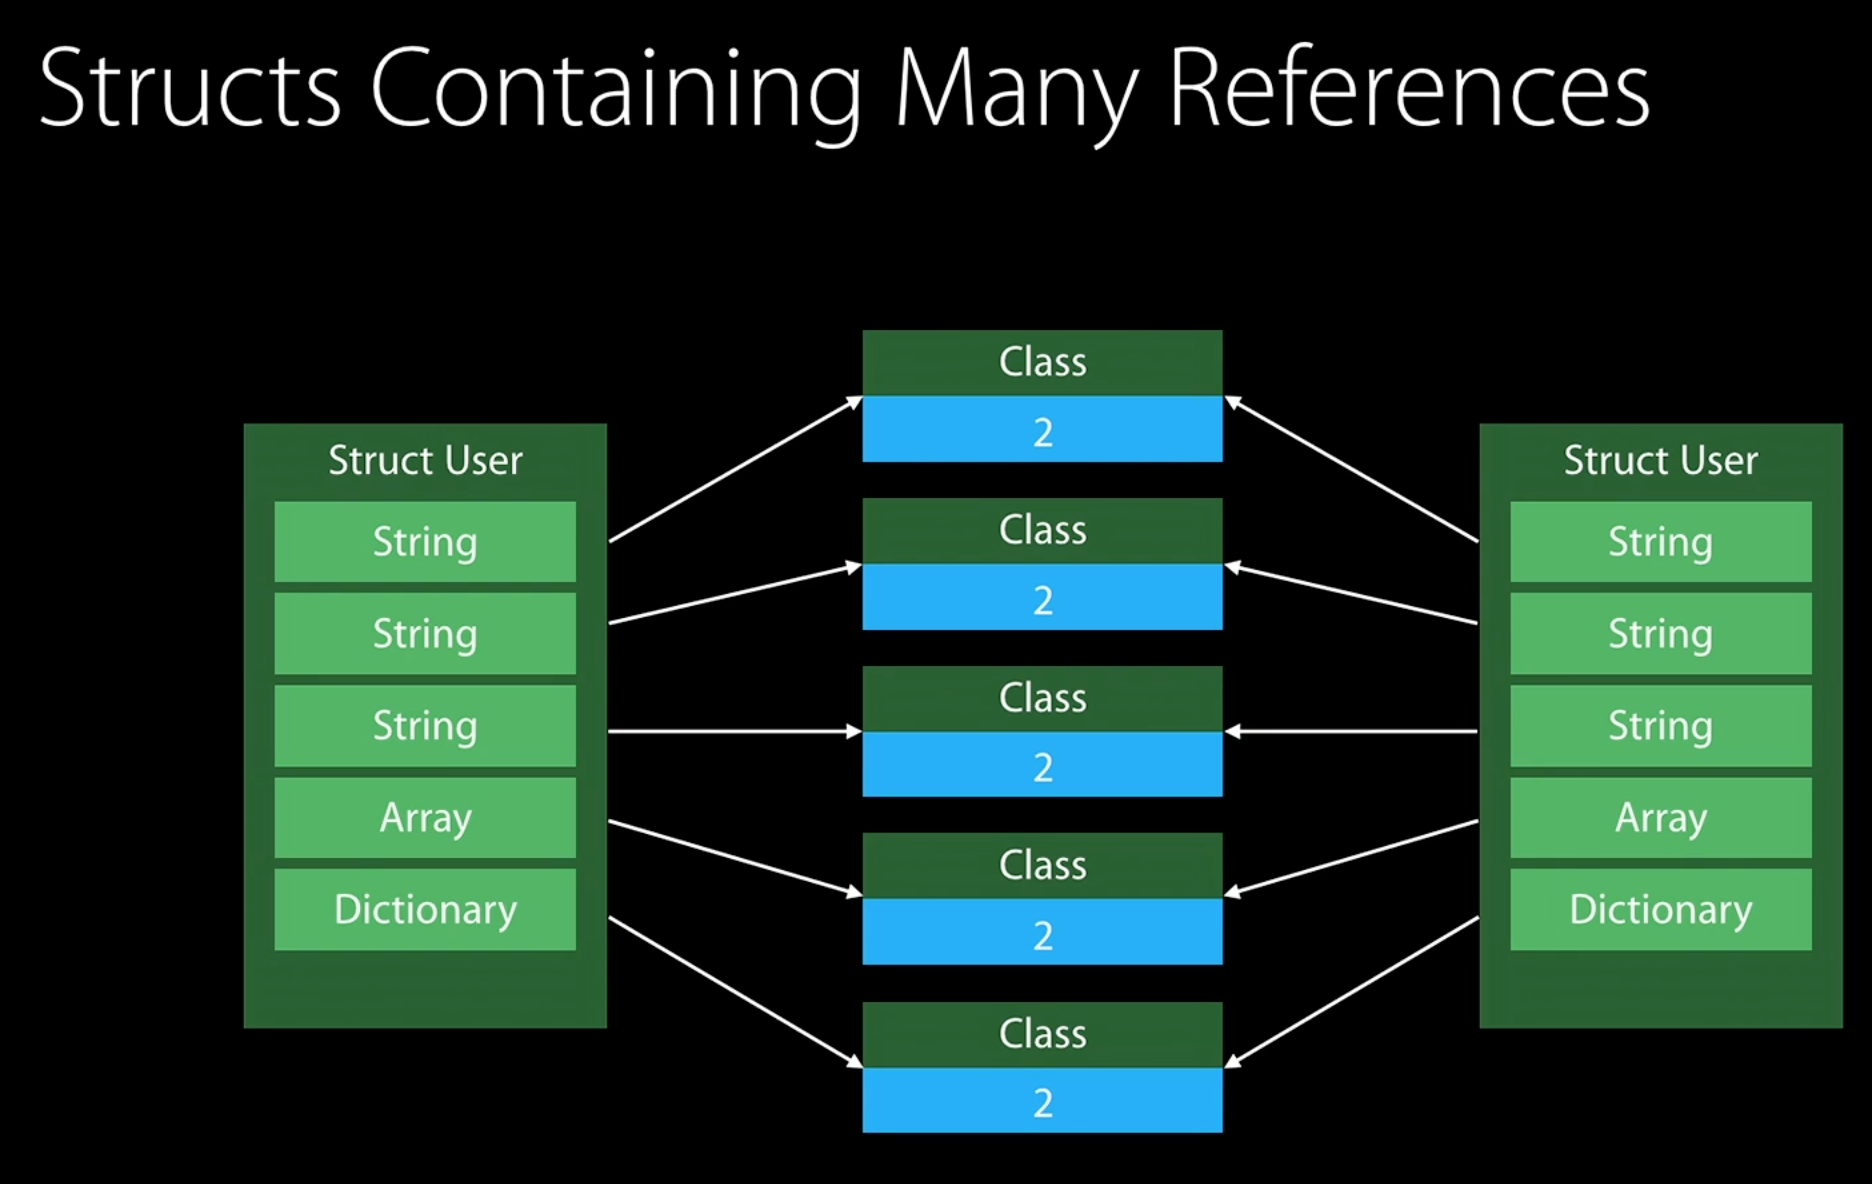 Structs Containing Many References
Struct User
String
String
String
Array
Dictionary
Class
2
Class
2
Class
2
Class
2
Class
2
Struct User
String
String
String
Array
Dictionary